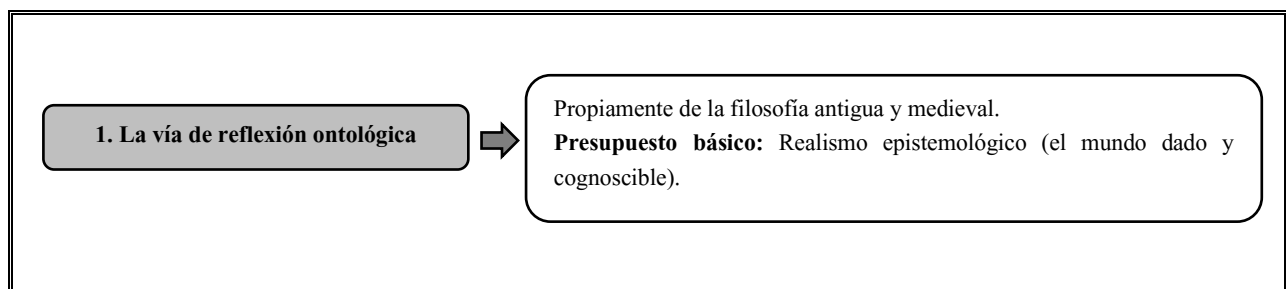 1. La vía de reflexión ontológica
Propiamente de la filosofía antigua y medieval.
Presupuesto básico: Realismo epistemológico (el mundo dado y
cognoscible).